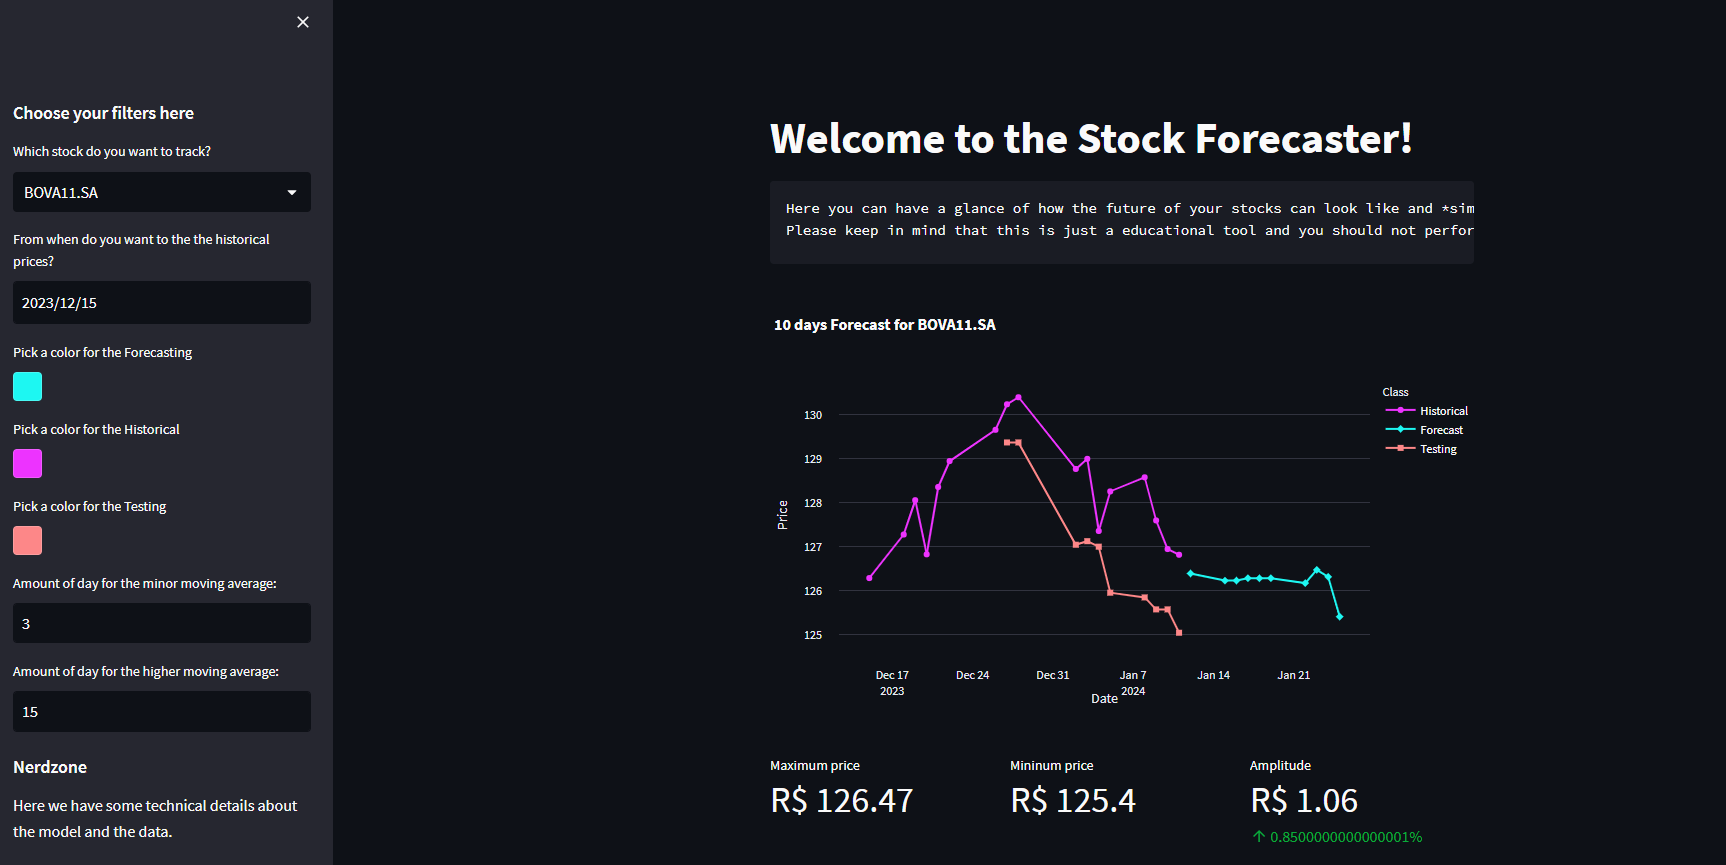 Choose your filters here
Which stock do you want to track?
BOVA11.SA
From when do you want to the the historical
prices?
2023/12/15
Pick a color for the Forecasting
Pick a color for the Historical
Pick a color for the Testing
Amount of day for the minor moving average:
3
Amount of day for the higher moving average:
15
Nerdzone
Here we have some technical details about
the model and the data.
Welcome to the Stock Forecaster!
Here you can have a glance of how the future of your stocks can look like and *sim
Please keep in mind that this is just a educational tool and you should not perfor
10 days Forecast for BOVA11.SA
Class
Historical
Forecast
Testing
130
129
128
127
126
125
Price
Dec 17 Dec 24 Dec 31 Jan 7 Jan 14 Jan 21
2023 2024
Date
Maximum price Mininum price Amplitude
R$ 126.47 R$ 125.4 R$ 1.06
↑ 0.8500000000000001%